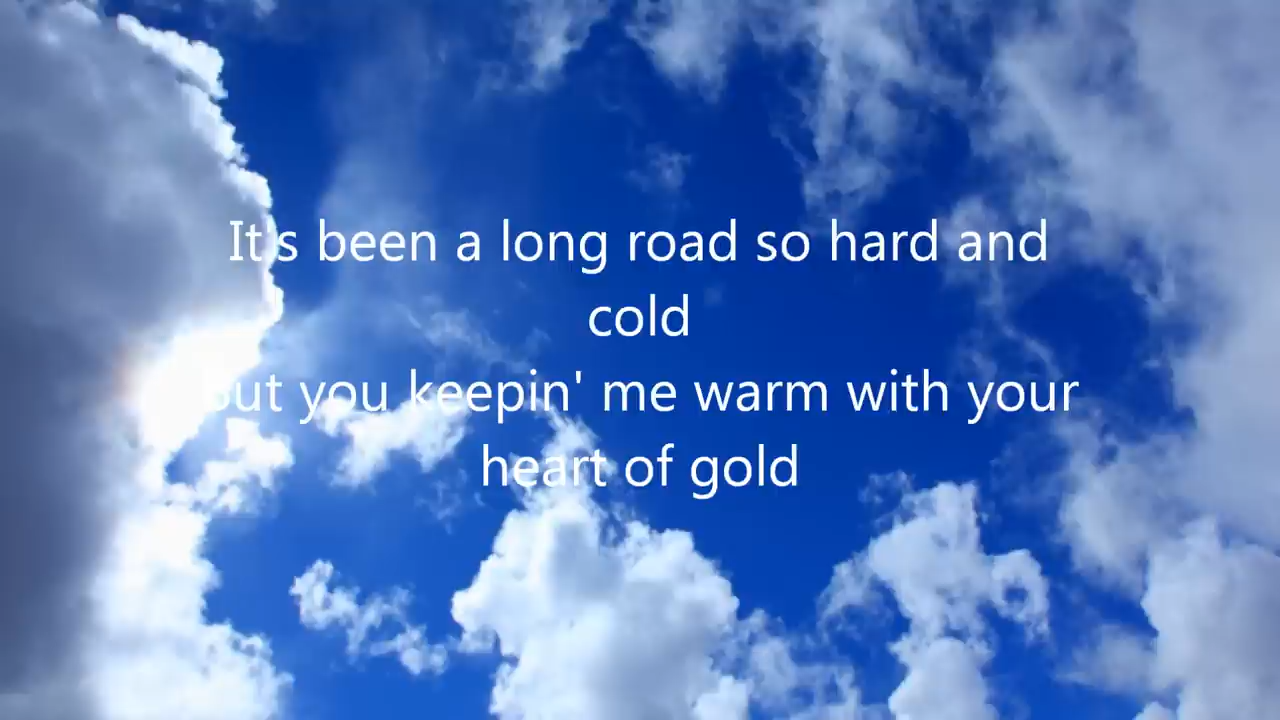 It's been a long road so hard and
cold
But you keepin' me warm with your
heart of gold